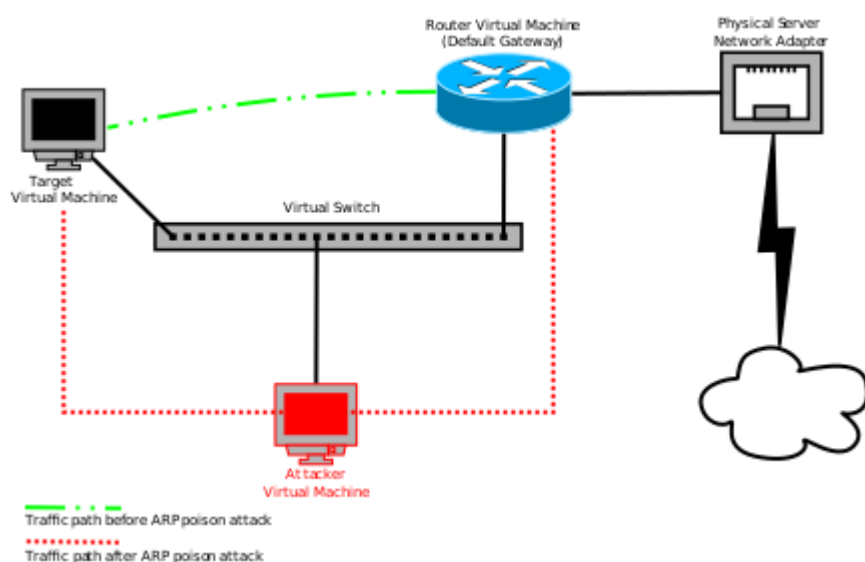 Router Virtual Machine
(Default Gateway)
Physical Server
Network Adapter
Target
Virtual Machine
Virtual Switch
Attacker
Virtual Machine
Traffic path before ARP poison attack
Traffic path after ARP poison attack